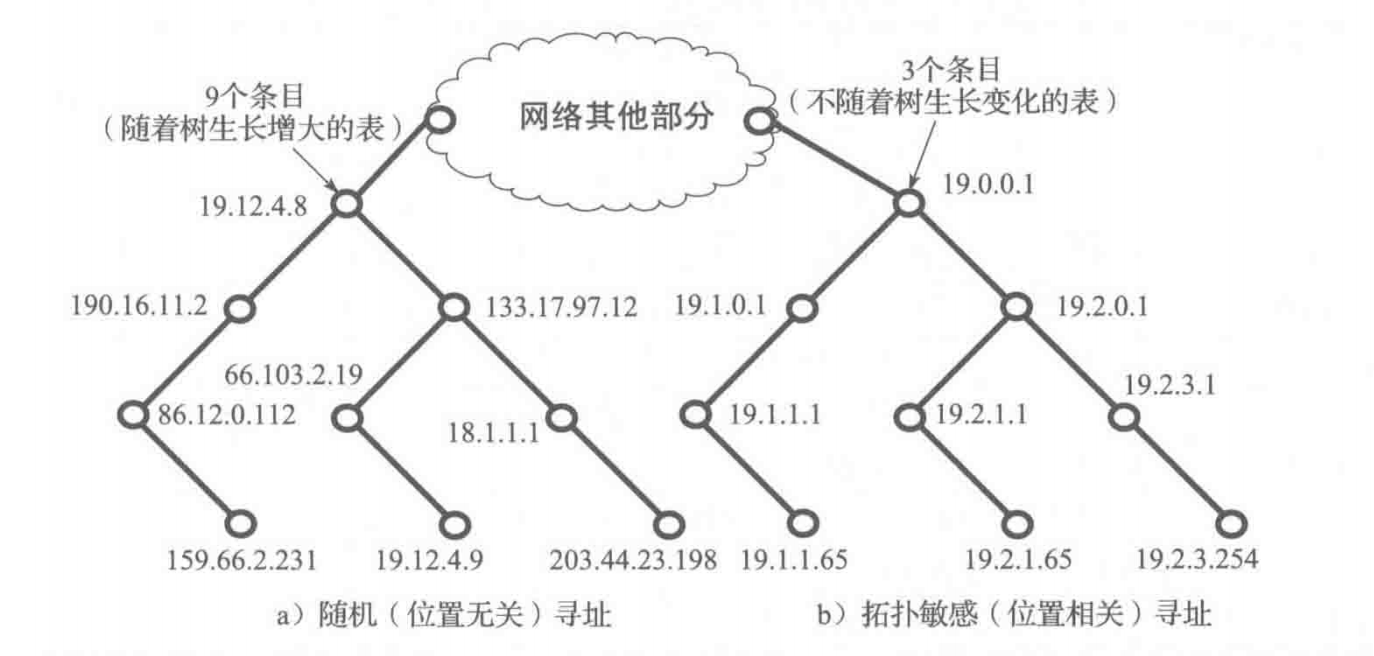 9个条目
（随着树生长增大的表）
网络其他部分
3个条目
（不随着树生长变化的表）
19.12.4.8
19.0.0.1
190.16.11.2
133.17.97.12
19.1.0.1
19.2.0.1
66.103.2.19
19.2.3.1
86.12.0.112
18.1.1.1
19.1.1.1
19.2.1.1
159.66.2.231
19.12.4.9
203.44.23.198
19.1.1.65
19.2.1.65
19.2.3.254
a）随机（位置无关）寻址
b）拓扑敏感（位置相关）寻址